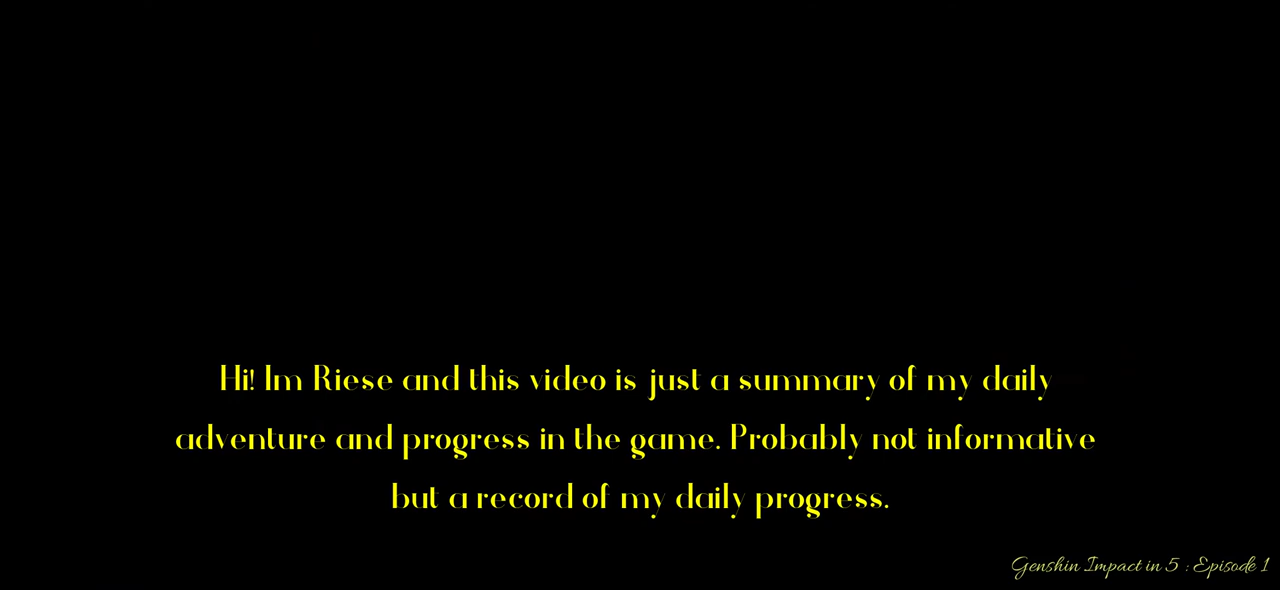 Hi! Im Riese and this video is just a summary of my daily
adventure and progress in the game. Probably not informative
but a record of my daily progress.
Genshin Impact in 5 : Episode 1